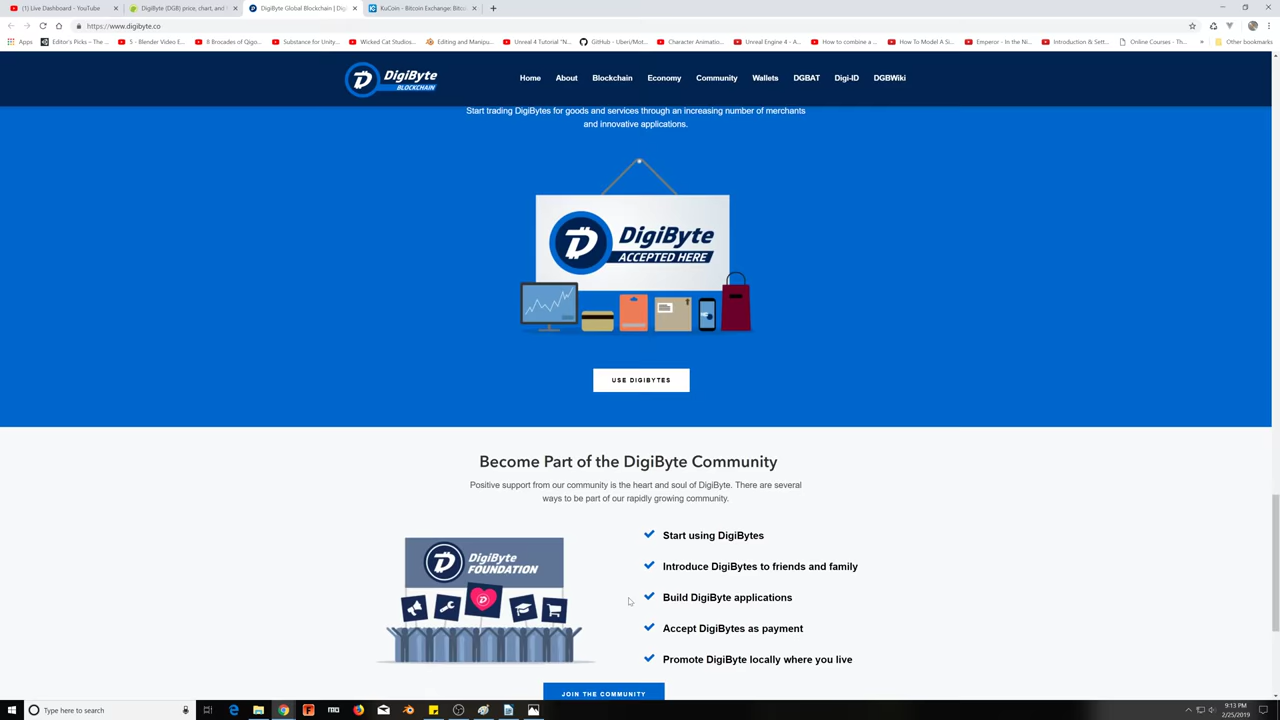 (1) Live Dashboard - YouTube
DigiByte (DGB) price, chart, and
DigiByte Global Blockchain | Digi
KuCoin - Bitcoin Exchange: Bitco
https://www.digibyte.co
Apps
Editor's Picks - The ...
5 - Blender Video E...
8 Brocades of Qigo...
Substance for Unity...
Wicked Cat Studios...
Editing and Manipu...
Unreal 4 Tutorial "N...
GitHub - Uberi/Mot...
Character Animatio...
Unreal Engine 4 - A...
How to combine a ...
How To Model A Si...
Emperor - In the Ni...
Introduction & Sett...
Online Courses - Th...
»
Other bookmarks
DigiByte
BLOCKCHAIN
Home
About
Blockchain
Economy
Community
Wallets
DGBAT
Digi-ID
DGBWiki
Start trading DigiBytes for goods and services through an increasing number of merchants
and innovative applications.
DigiByte
ACCEPTED HERE
USE DIGIBYTES
Become Part of the DigiByte Community
Positive support from our community is the heart and soul of DigiByte. There are several
ways to be part of our rapidly growing community.
DigiByte
FOUNDATION
Start using DigiBytes
Introduce DigiBytes to friends and family
Build DigiByte applications
Accept DigiBytes as payment
Promote DigiByte locally where you live
JOIN THE COMMUNITY
Type here to search
9:13 PM
2/25/2019